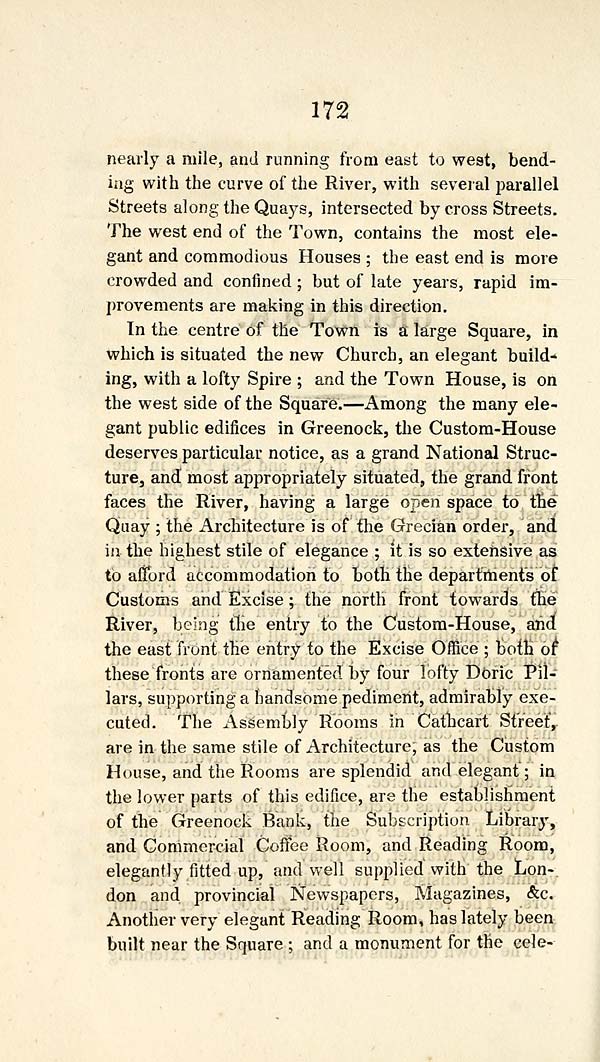 172
nearly a mile, and running from east to west, bend-
ing with the curve of the River, with several parallel
Streets along the Quays, intersected by cross Streets.
The west end of the Town, contains the most ele-
gant and commodious Houses ; the east end is more
crowded and confined ; but of late years, rapid im-
provements are making in this direction.
In the centre of the Town is a large Square, in
which is situated the new Church, an elegant build-
ing, with a lofty Spire ; and the Town House, is on
the west side of the Square.—Among the many ele-
gant public edifices in Greenock, the Custom-House
deserves particular notice, as a grand National Struc-
ture, and most appropriately situated, the grand front
faces the River, having a large open space to the
Quay ; the Architecture is of the Grecian order, and
in the highest stile of elegance ; it is so extensive as
to afford accommodation to both the departments of
Customs and Excise ; the north front towards the
River, being the entry to the Custom-House, and
the east front the entry to the Excise Office ; both of
these fronts are ornamented by four lofty Doric Pil-
lars, supporting a handsome pediment, admirably exe-
cuted. The Assembly Rooms in Cathcart Street,
are in the same stile of Architecture, as the Custom
House, and the Rooms are splendid and elegant ; in
the lower parts of this edifice, are the establishment
of the Greenock Bank, the Subscription Library,
and Commercial Coffee Room, and Reading Room,
elegantly fitted up, and well supplied with the Lon-
don and provincial Newspapers, Magazines, &c.
Another very elegant Reading Room, has lately been
built near the Square ; and a monument for the cele-